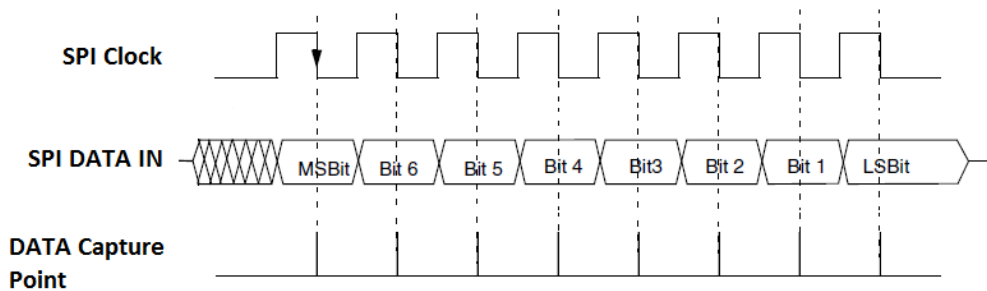 SPI Clock
SPI DATA IN
MSBit Bit 6 Bit 5 Bit 4 Bit3 Bit 2 Bit 1 LSBit
DATA Capture
Point